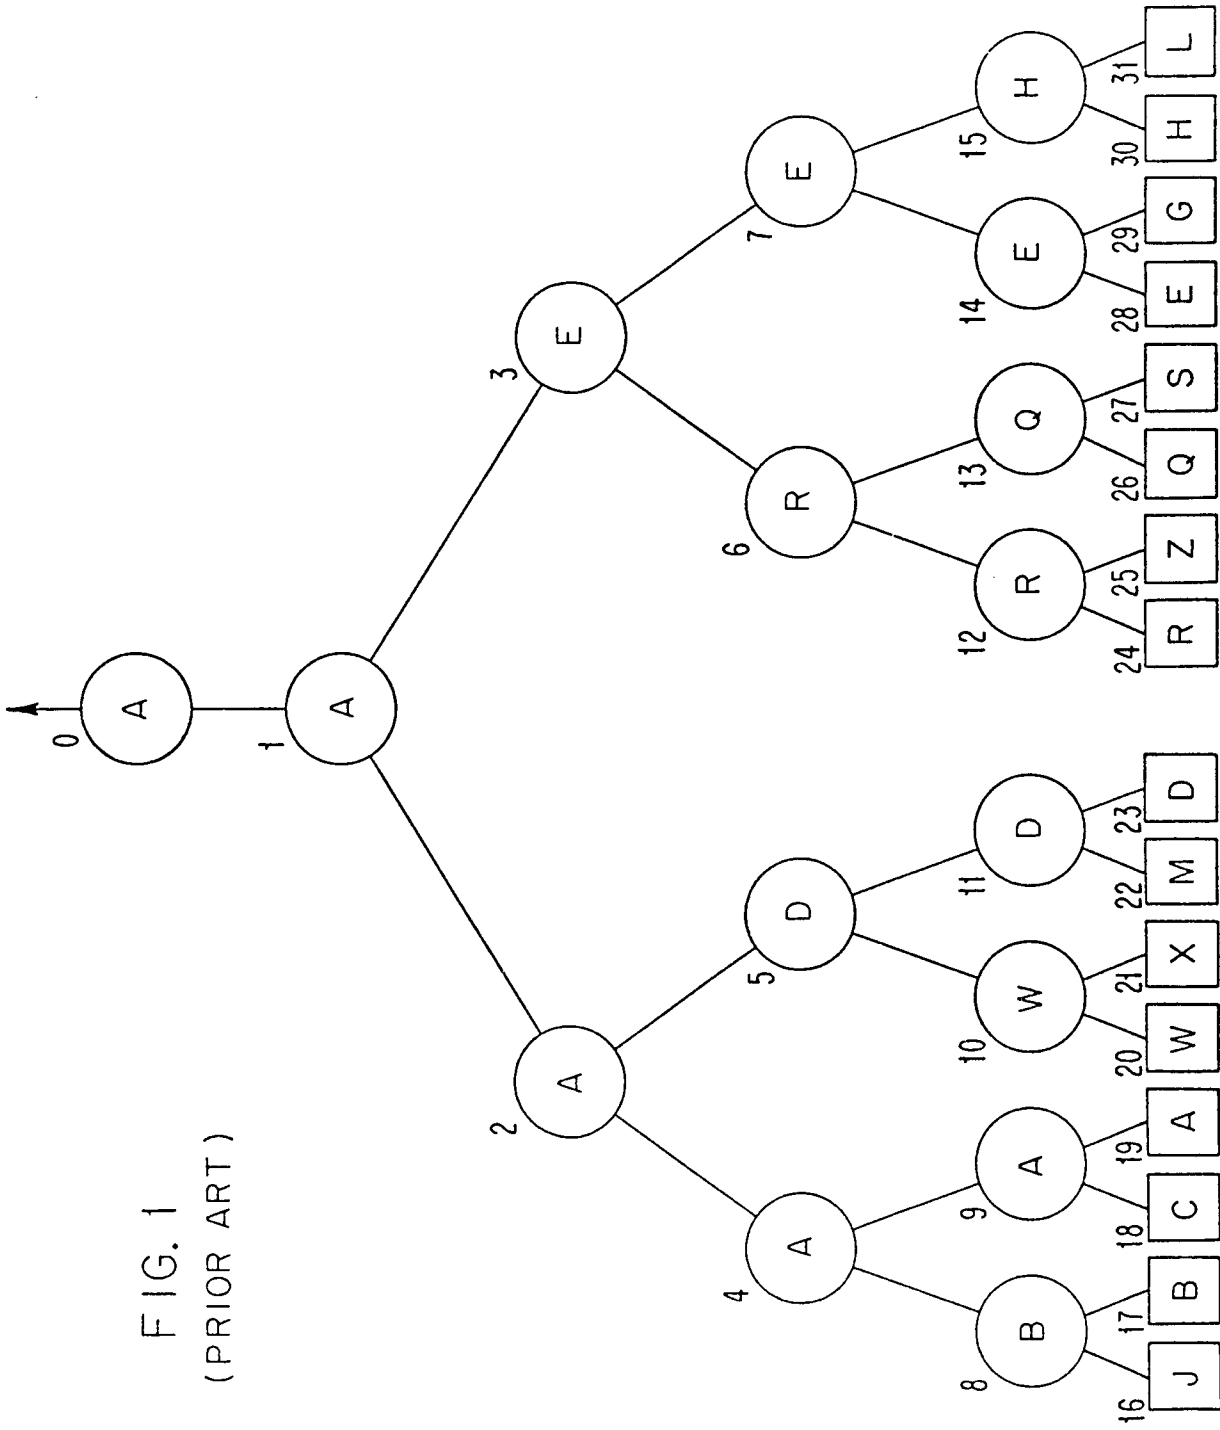 FIG. 1
(PRIOR ART)
0
A
1
A
2
A
3
E
4
A
5
D
6
R
7
E
8
B
9
A
10
W
11
D
12
R
13
Q
14
E
15
H
16
J
17
B
18
C
19
A
20
W
21
X
22
M
23
D
24
R
25
Z
26
Q
27
S
28
E
29
G
30
H
31
L